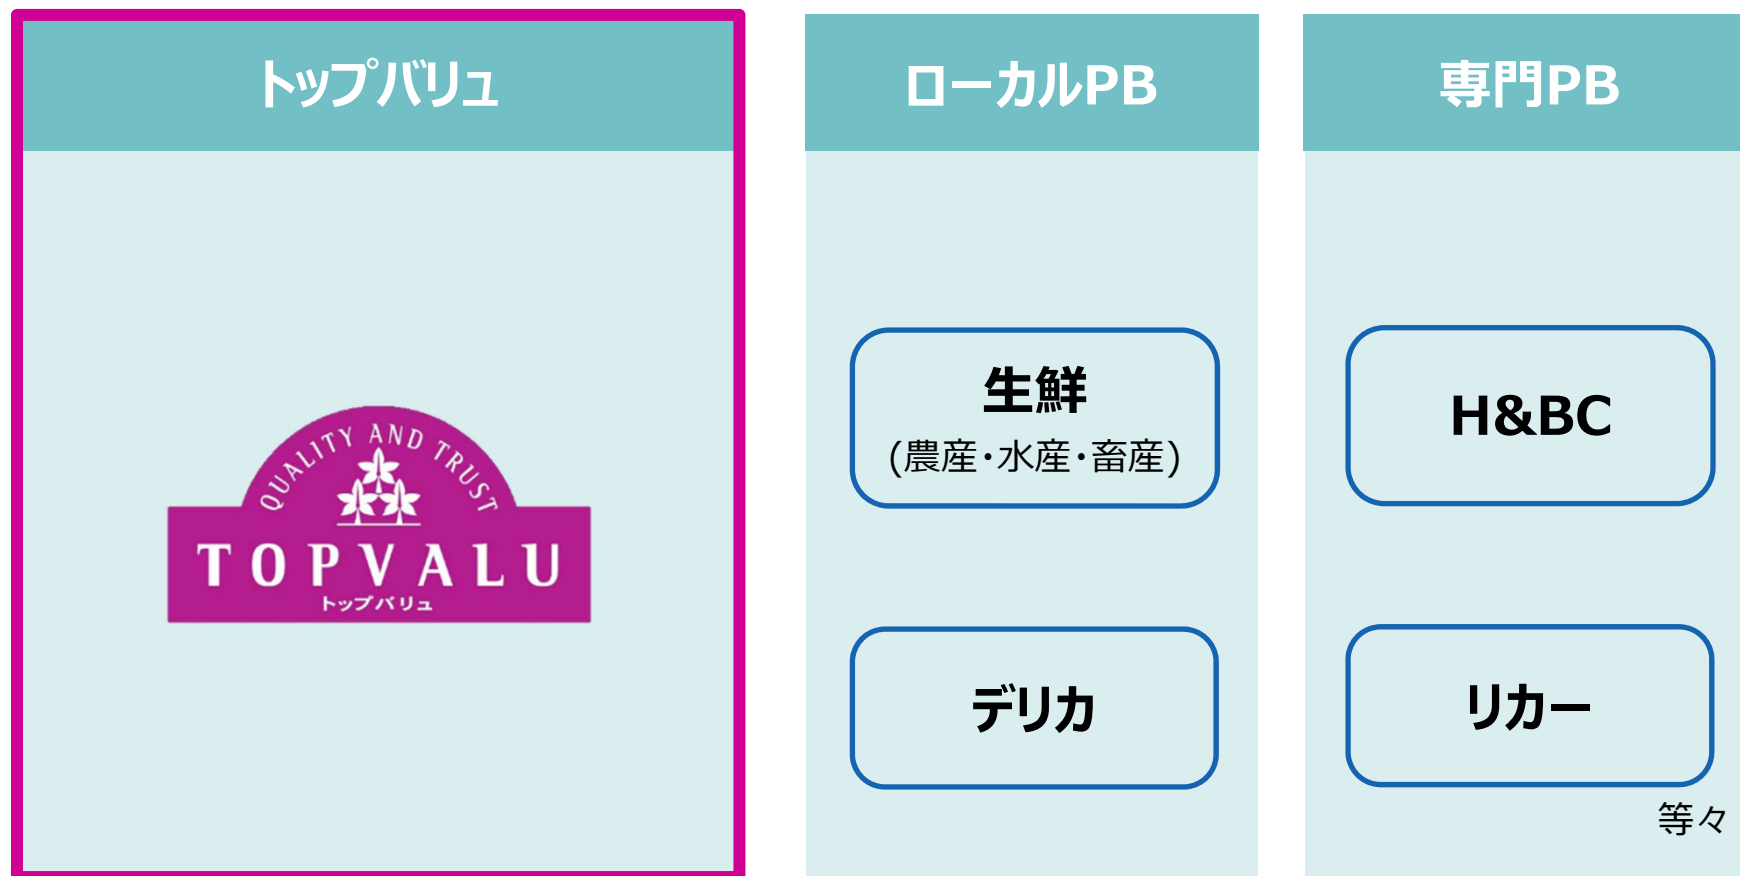 トップバリュ
QUALITY AND TRUST
TOPVALU
トップバリュ
ローカルPB
生鮮
(農産・水産・畜産)
デリカ
専門PB
H&BC
リカー
等々